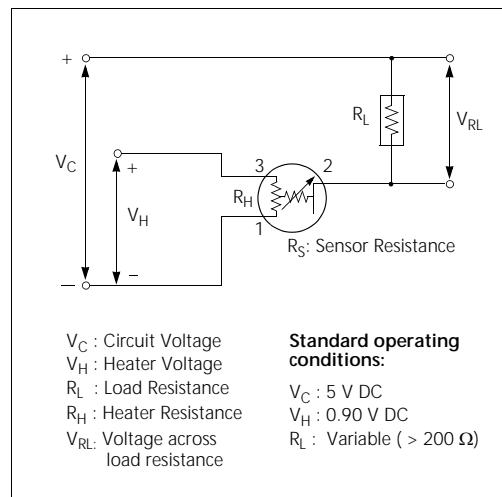 +
R_L
V_RL
V_C
+
3
2
R_H
V_H
1
R_S: Sensor Resistance
–
–
V_C : Circuit Voltage
V_H : Heater Voltage
R_L : Load Resistance
R_H : Heater Resistance
V_RL: Voltage across
load resistance
Standard operating
conditions:
V_C : 5 V DC
V_H : 0.90 V DC
R_L : Variable ( > 200 Ω)